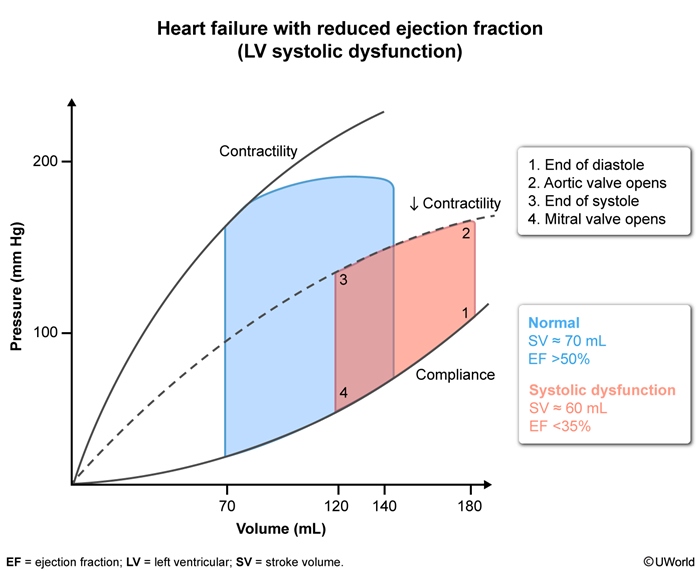 Heart failure with reduced ejection fraction
(LV systolic dysfunction)
Contractility
200
1. End of diastole
2. Aortic valve opens
3. End of systole
4. Mitral valve opens
↓ Contractility
2
3
Pressure (mm Hg)
100
1
Normal
SV ≈ 70 mL
EF >50%
Systolic dysfunction
SV ≈ 60 mL
EF <35%
4
Compliance
70
120
140
180
Volume (mL)
EF = ejection fraction; LV = left ventricular; SV = stroke volume.
©UWorld